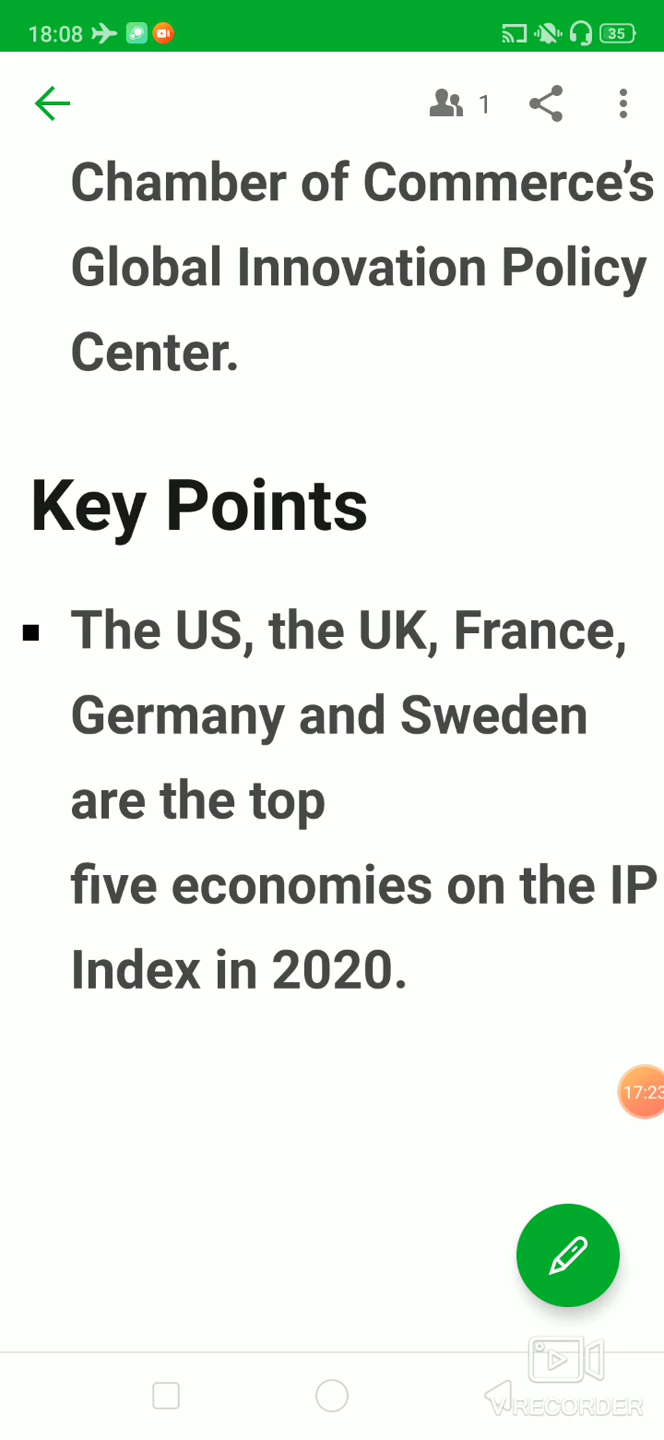 18:08
35
1
Chamber of Commerce’s
Global Innovation Policy
Center.
Key Points
▪ The US, the UK, France,
Germany and Sweden
are the top
five economies on the IP
Index in 2020.
17:23
VRECORDER